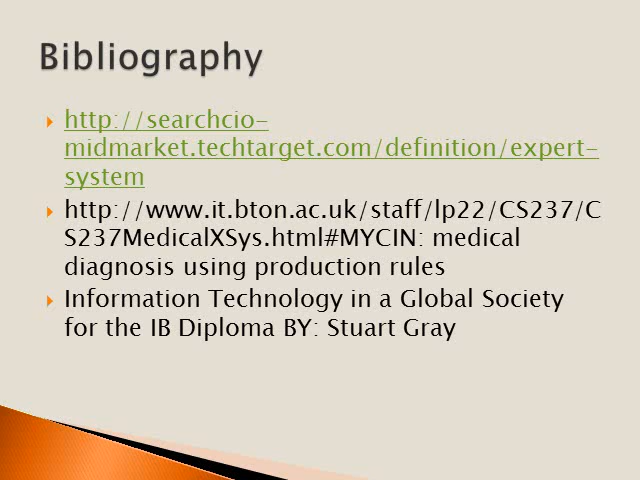 Bibliography
http://searchcio-
midmarket.techtarget.com/definition/expert-
system
http://www.it.bton.ac.uk/staff/lp22/CS237/C
S237MedicalXSys.html#MYCIN: medical
diagnosis using production rules
Information Technology in a Global Society
for the IB Diploma BY: Stuart Gray